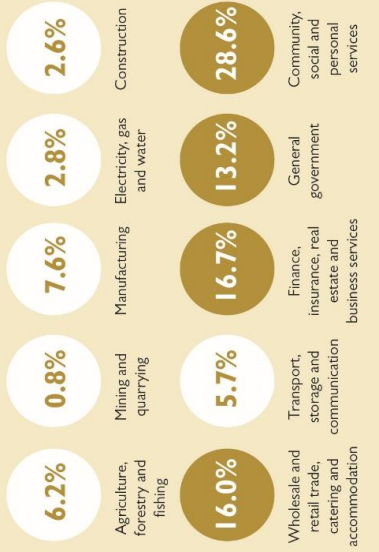 6.2%
Agriculture,
forestry and
fishing
0.8%
Mining and
quarrying
7.6%
Manufacturing
2.8%
Electricity, gas
and water
2.6%
Construction
16.0%
Wholesale and
retail trade,
catering and
accommodation
5.7%
Transport,
storage and
communication
16.7%
Finance,
insurance, real
estate and
business services
13.2%
General
government
28.6%
Community,
social and
personal
services